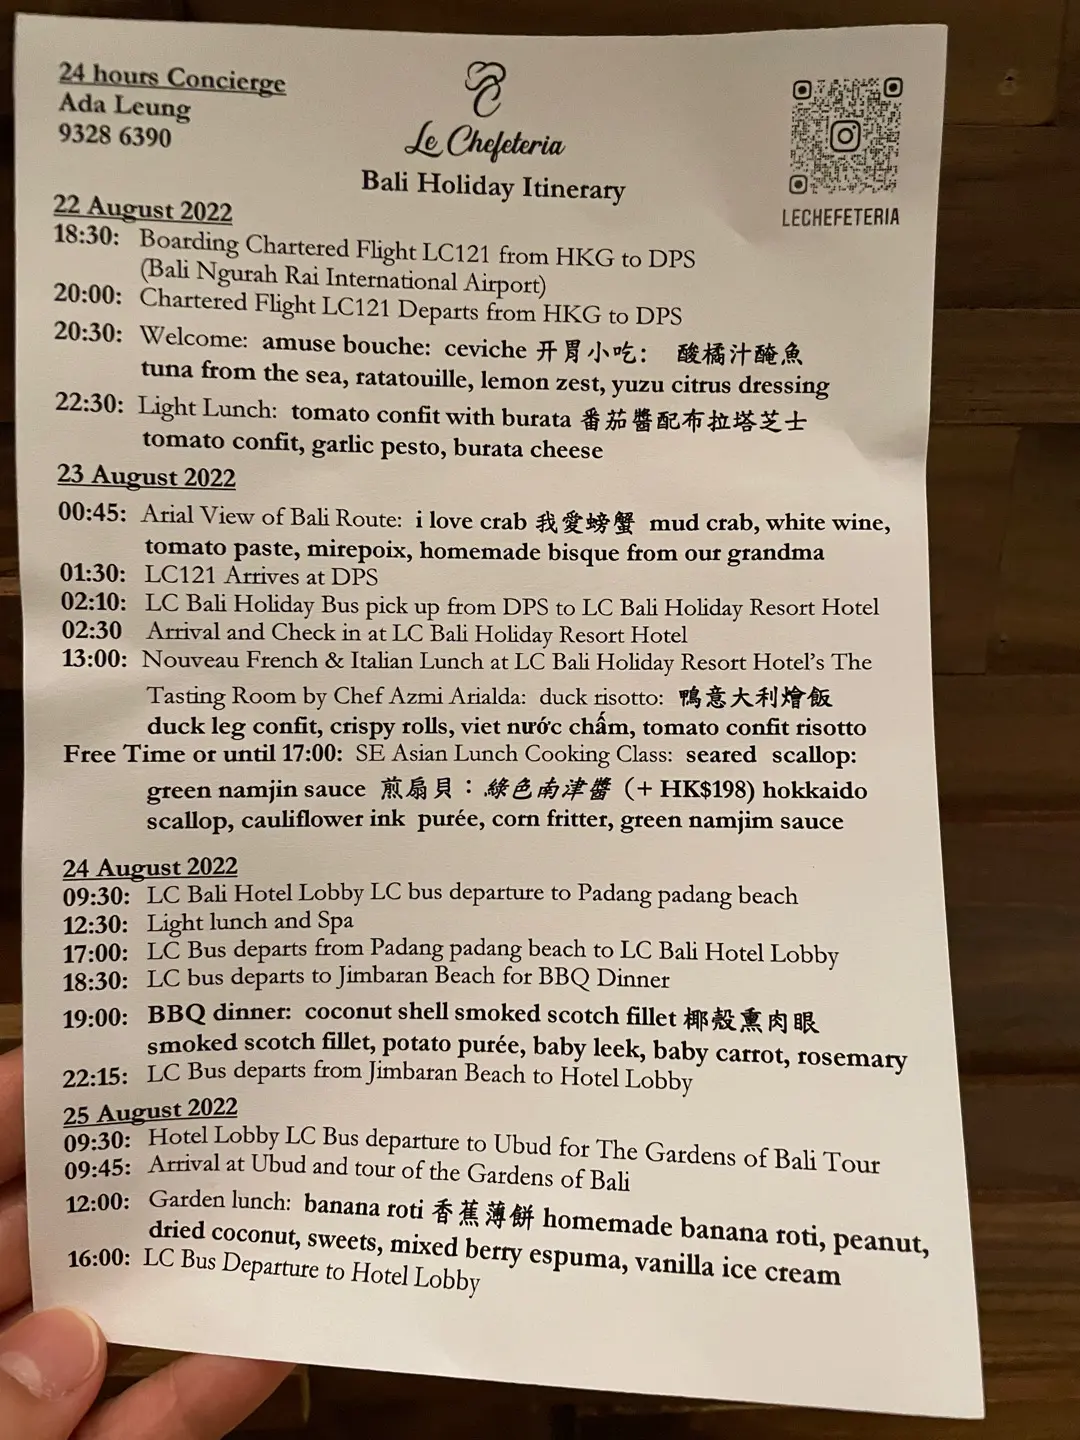 24 hours Concierge
Ada Leung
9328 6390
Le Chefeteria
Bali Holiday Itinerary
LECHEFETERIA
22 August 2022
18:30: Boarding Chartered Flight LC121 from HKG to DPS
(Bali Ngurah Rai International Airport)
20:00: Chartered Flight LC121 Departs from HKG to DPS
20:30: Welcome: amuse bouche: ceviche 开胃小吃： 酸橘汁醃魚
tuna from the sea, ratatouille, lemon zest, yuzu citrus dressing
22:30: Light Lunch: tomato confit with burata 番茄醬配布拉塔芝士
tomato confit, garlic pesto, burata cheese
23 August 2022
00:45: Arial View of Bali Route: i love crab 我愛螃蟹 mud crab, white wine,
tomato paste, mirepoix, homemade bisque from our grandma
01:30: LC121 Arrives at DPS
02:10: LC Bali Holiday Bus pick up from DPS to LC Bali Holiday Resort Hotel
02:30 Arrival and Check in at LC Bali Holiday Resort Hotel
13:00: Nouveau French & Italian Lunch at LC Bali Holiday Resort Hotel's The
Tasting Room by Chef Azmi Arialda: duck risotto: 鴨意大利燴飯
duck leg confit, crispy rolls, viet nước chấm, tomato confit risotto
Free Time or until 17:00: SE Asian Lunch Cooking Class: seared scallop:
green namjin sauce 煎扇貝：綠色南津醬 (+ HK$198) hokkaido
scallop, cauliflower ink purée, corn fritter, green namjim sauce
24 August 2022
09:30: LC Bali Hotel Lobby LC bus departure to Padang padang beach
12:30: Light lunch and Spa
17:00: LC Bus departs from Padang padang beach to LC Bali Hotel Lobby
18:30: LC bus departs to Jimbaran Beach for BBQ Dinner
19:00: BBQ dinner: coconut shell smoked scotch fillet 椰殼熏肉眼
smoked scotch fillet, potato purée, baby leek, baby carrot, rosemary
22:15: LC Bus departs from Jimbaran Beach to Hotel Lobby
25 August 2022
09:30: Hotel Lobby LC Bus departure to Ubud for The Gardens of Bali Tour
09:45: Arrival at Ubud and tour of the Gardens of Bali
12:00: Garden lunch: banana roti 香蕉薄餅 homemade banana roti, peanut,
dried coconut, sweets, mixed berry espuma, vanilla ice cream
16:00: LC Bus Departure to Hotel Lobby